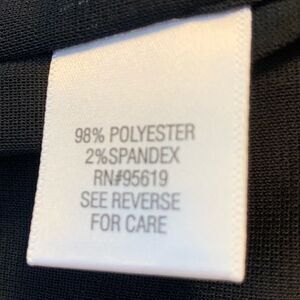 98% POLYESTER
2%SPANDEX
RN#95619
SEE REVERSE
FOR CARE